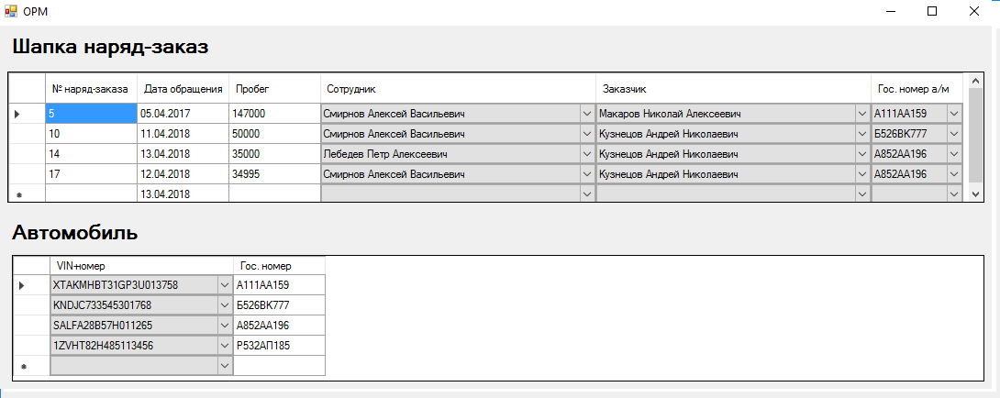 ОРМ
Шапка наряд-заказ
№ наряд-заказа Дата обращения Пробег Сотрудник Заказчик Гос. номер а/м
5 05.04.2017 147000 Смирнов Алексей Васильевич Макаров Николай Алексеевич А111АА159
10 11.04.2018 50000 Смирнов Алексей Васильевич Кузнецов Андрей Николаевич Б526ВК777
14 13.04.2018 35000 Лебедев Петр Алексеевич Кузнецов Андрей Николаевич А852АА196
17 12.04.2018 34995 Смирнов Алексей Васильевич Кузнецов Андрей Николаевич А852АА196
13.04.2018
Автомобиль
VIN-номер Гос. номер
XTAKMHBT31GP3U013758 А111АА159
KNDJC733545301768 Б526ВК777
SALFA28B57H011265 А852АА196
1ZVHT82H485113456 Р532АП185